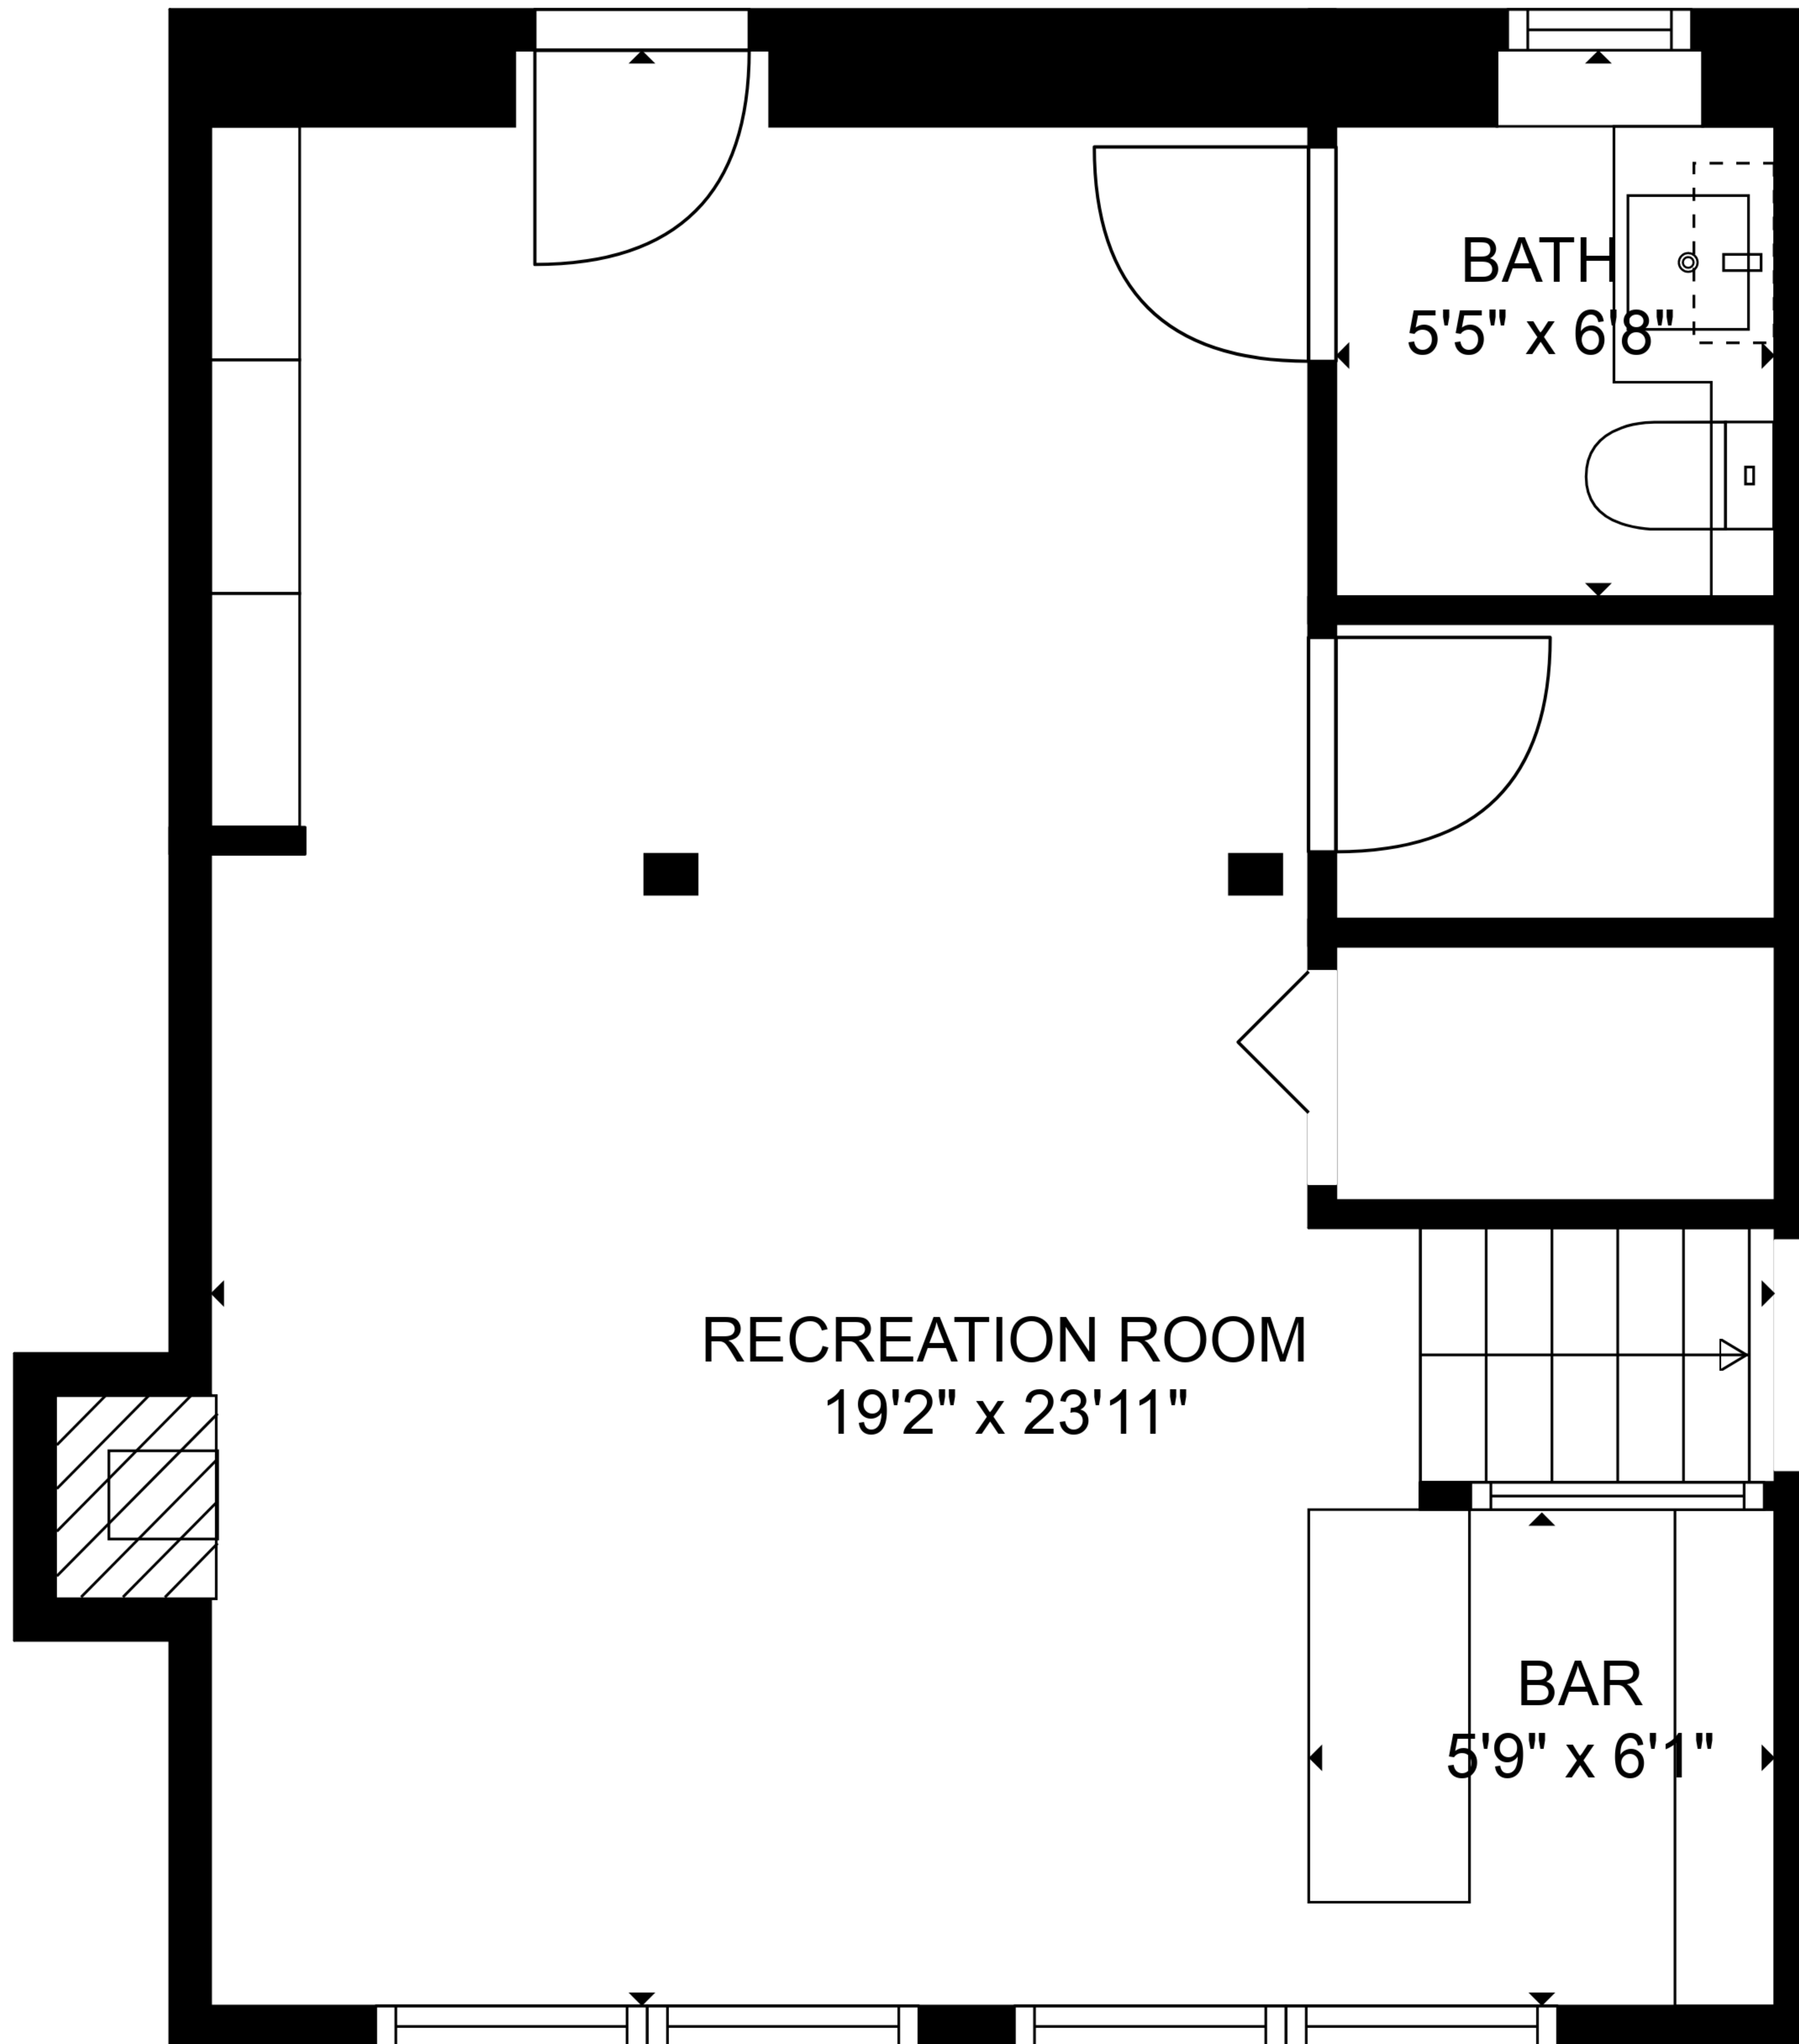 BATH
5'5" x 6'8"
RECREATION ROOM
19'2" x 23'11"
BAR
5'9" x 6'1"